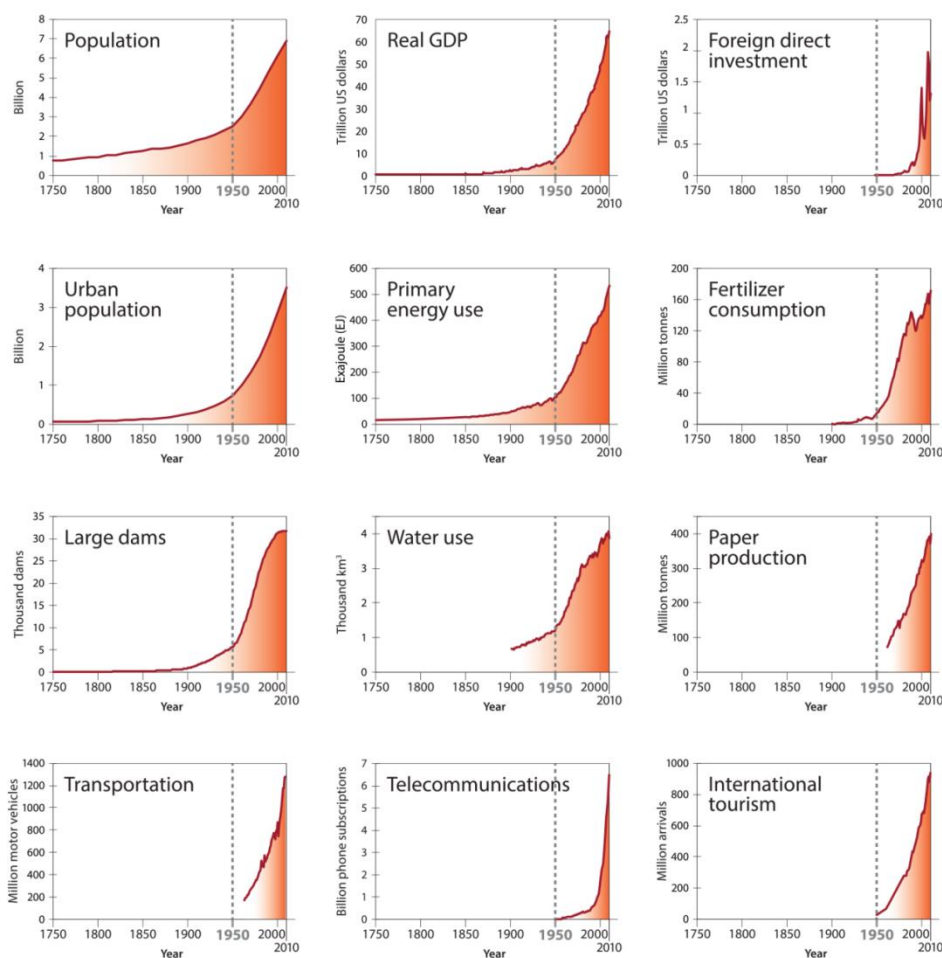 Population
Billion
8
7
6
5
4
3
2
1
0
1750 1800 1850 1900 1950 2000
2010
Year
Real GDP
Trillion US dollars
70
60
50
40
30
20
10
0
1750 1800 1850 1900 1950 2000
2010
Year
Foreign direct
investment
Trillion US dollars
2.5
2
1.5
1
0.5
0
1750 1800 1850 1900 1950 2000
2010
Year
Urban
population
Billion
4
3
2
1
0
1750 1800 1850 1900 1950 2000
2010
Year
Primary
energy use
Exajoule (EJ)
600
500
400
300
200
100
0
1750 1800 1850 1900 1950 2000
2010
Year
Fertilizer
consumption
Million tonnes
200
160
120
80
40
0
1750 1800 1850 1900 1950 2000
2010
Year
Large dams
Thousand dams
35
30
25
20
15
10
5
0
1750 1800 1850 1900 1950 2000
2010
Year
Water use
Thousand km³
4
3
2
1
0
1750 1800 1850 1900 1950 2000
2010
Year
Paper
production
Million tonnes
400
300
200
100
0
1750 1800 1850 1900 1950 2000
2010
Year
Transportation
Million motor vehicles
1400
1200
1000
800
600
400
200
0
1750 1800 1850 1900 1950 2000
2010
Year
Telecommunications
Billion phone subscriptions
7
6
5
4
3
2
1
0
1750 1800 1850 1900 1950 2000
2010
Year
International
tourism
Million arrivals
1000
800
600
400
200
0
1750 1800 1850 1900 1950 2000
2010
Year